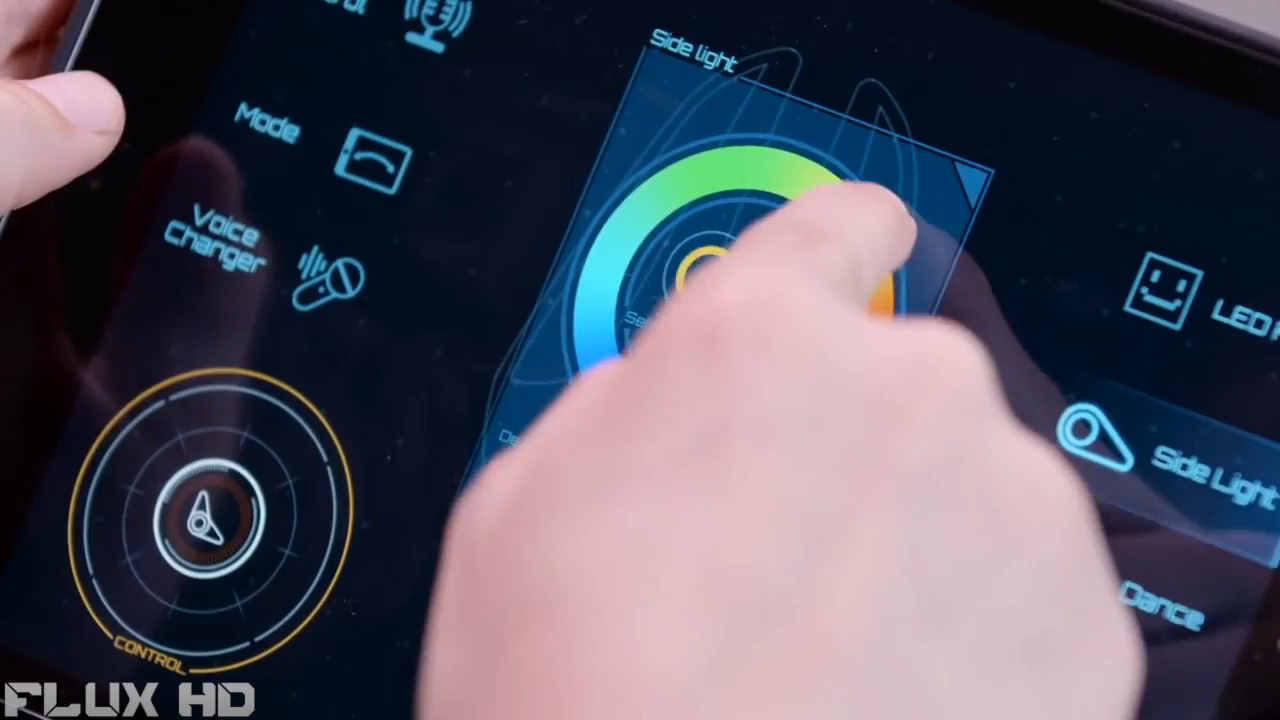 Side light
Mode
Voice
Changer
LED
Side Light
Dance
CONTROL
FLUX HD